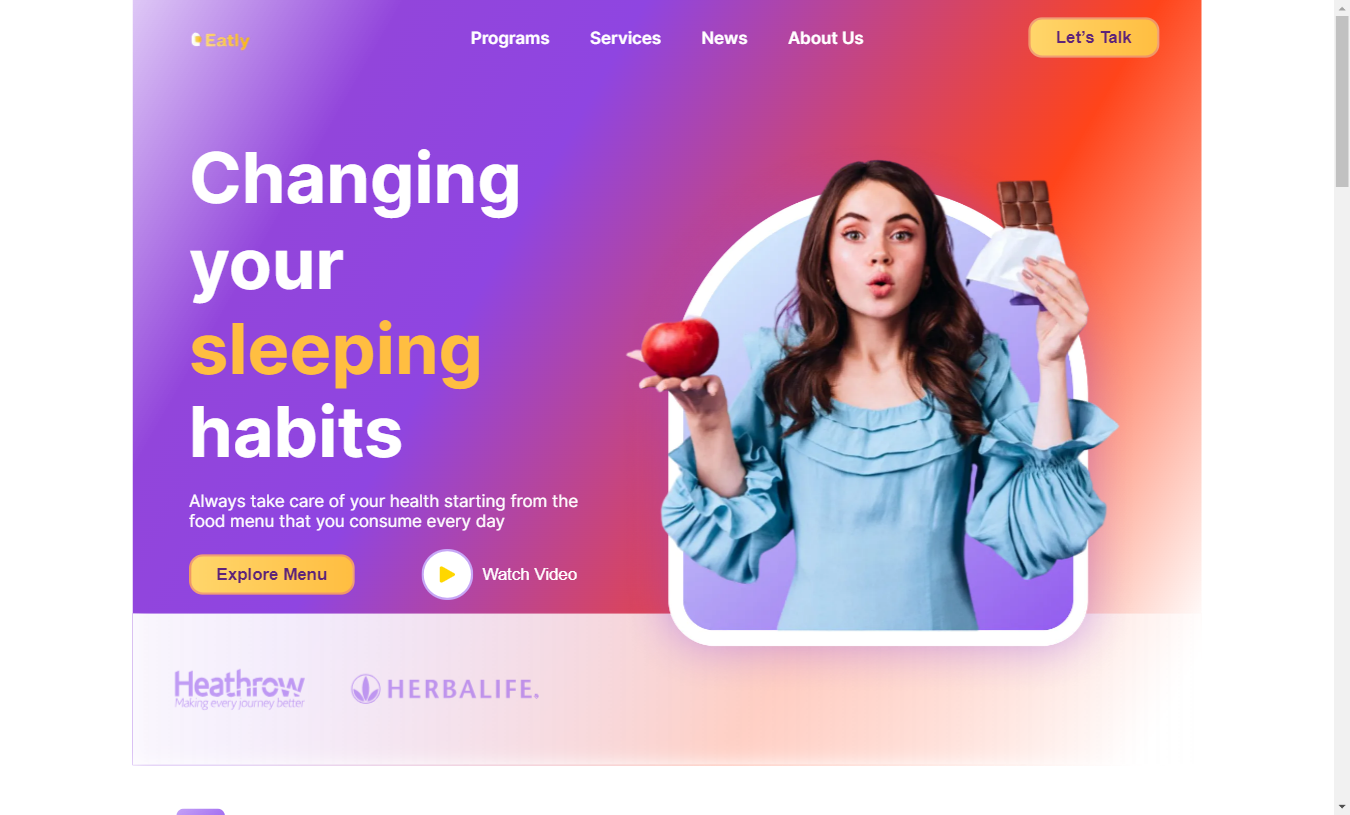 Eatly
Programs
Services
News
About Us
Let's Talk
Changing
your
sleeping
habits
Always take care of your health starting from the
food menu that you consume every day
Explore Menu
Watch Video
Heathrow
Making every journey better
HERBALIFE.